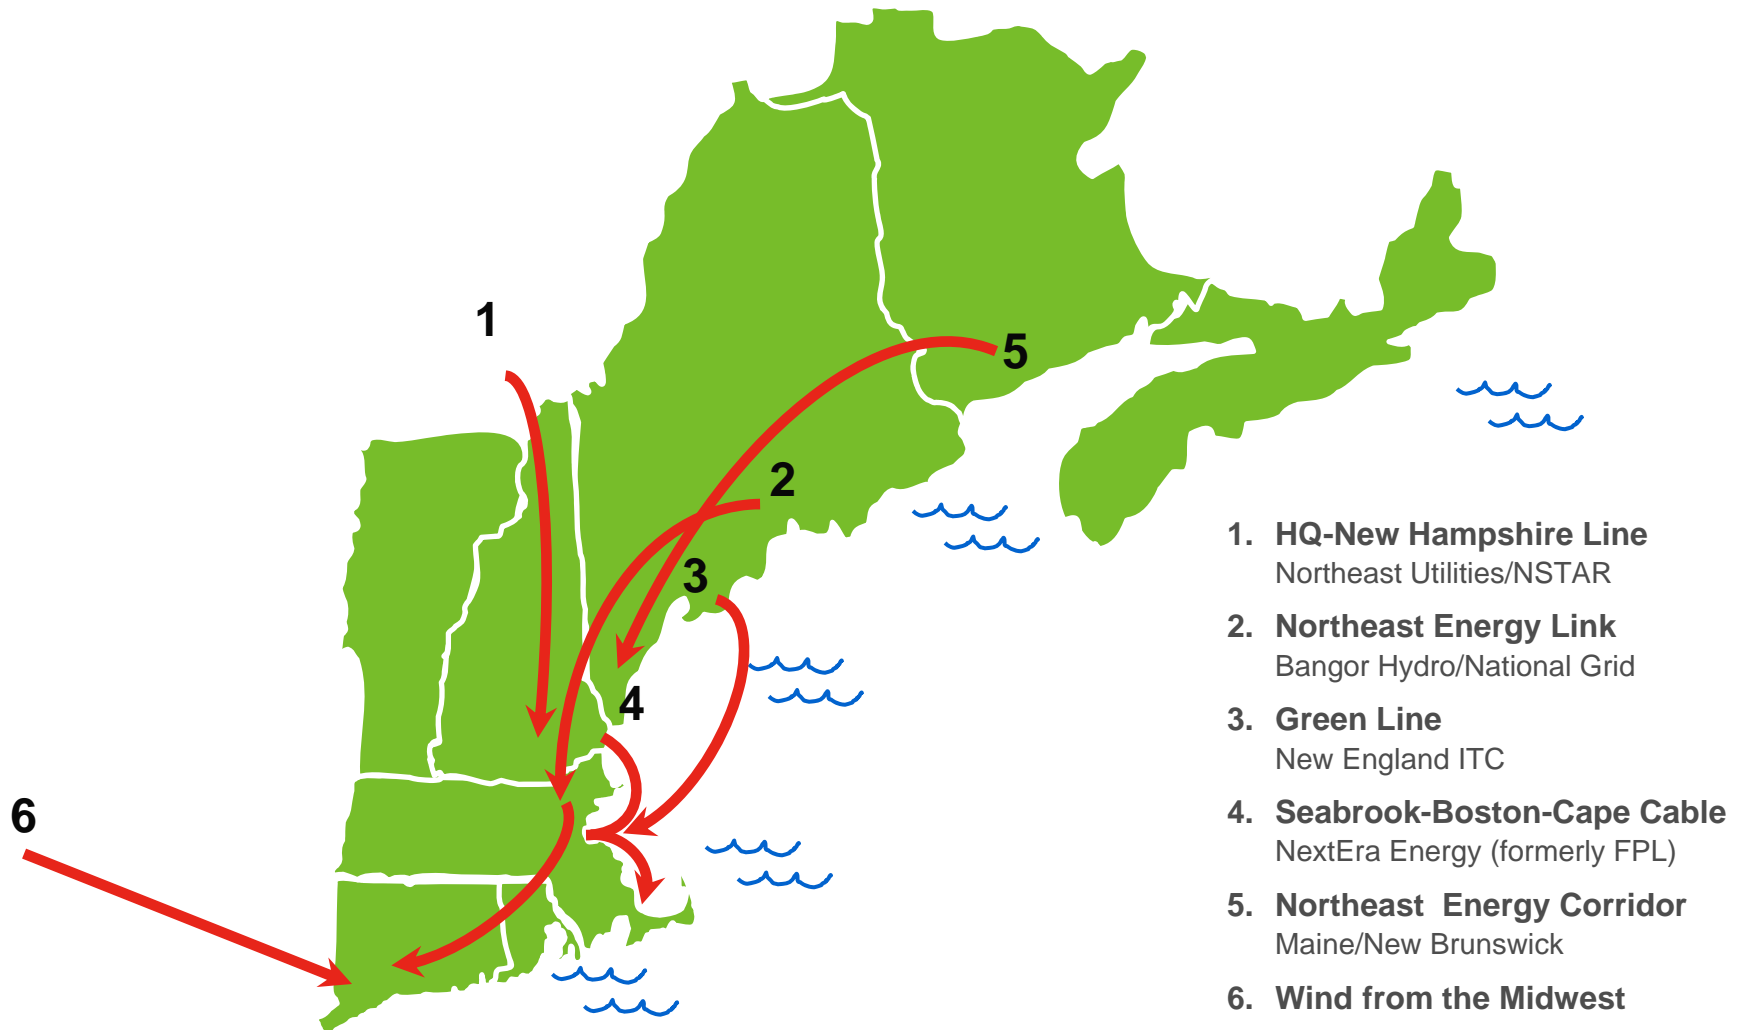 1
5
2
3
4
6
1. HQ-New Hampshire Line
Northeast Utilities/NSTAR
2. Northeast Energy Link
Bangor Hydro/National Grid
3. Green Line
New England ITC
4. Seabrook-Boston-Cape Cable
NextEra Energy (formerly FPL)
5. Northeast  Energy Corridor
Maine/New Brunswick
6. Wind from the Midwest